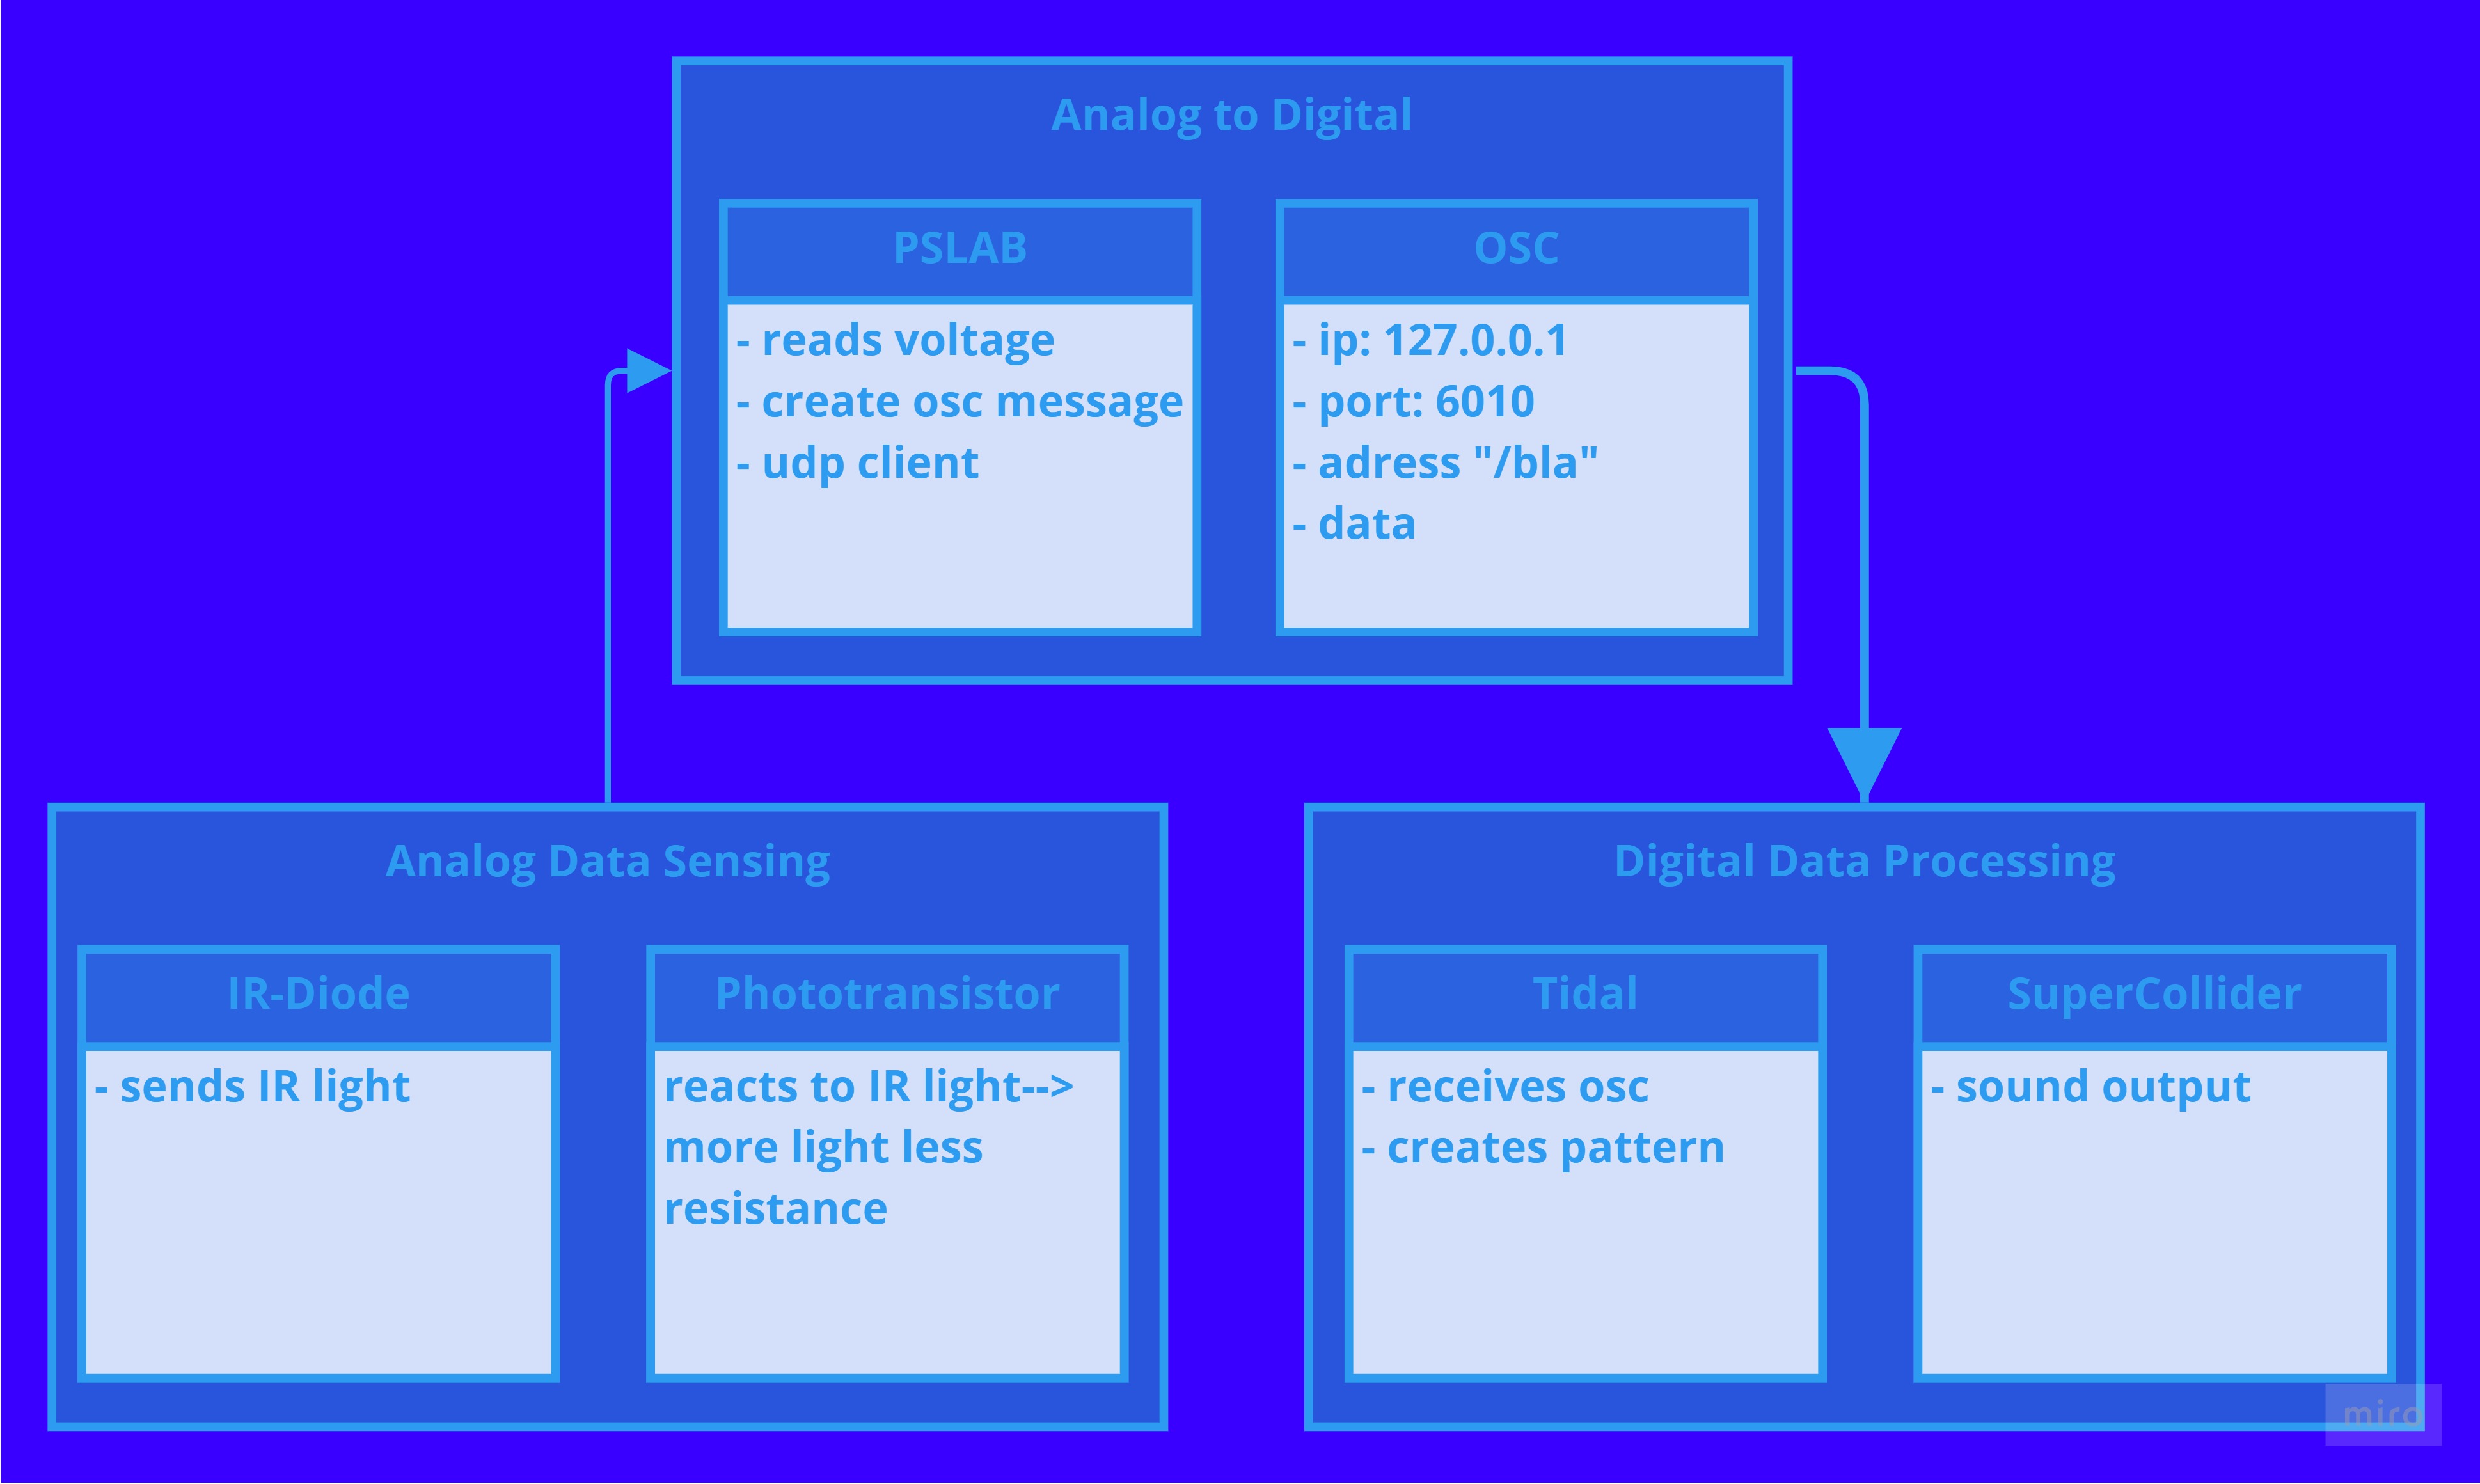 Analog to Digital
PSLAB
- reads voltage
- create osc message
- udp client
OSC
- ip: 127.0.0.1
- port: 6010
- adress "/bla"
- data
Analog Data Sensing
IR-Diode
- sends IR light
Phototransistor
reacts to IR light-->
more light less
resistance
Digital Data Processing
Tidal
- receives osc
- creates pattern
SuperCollider
- sound output
miro